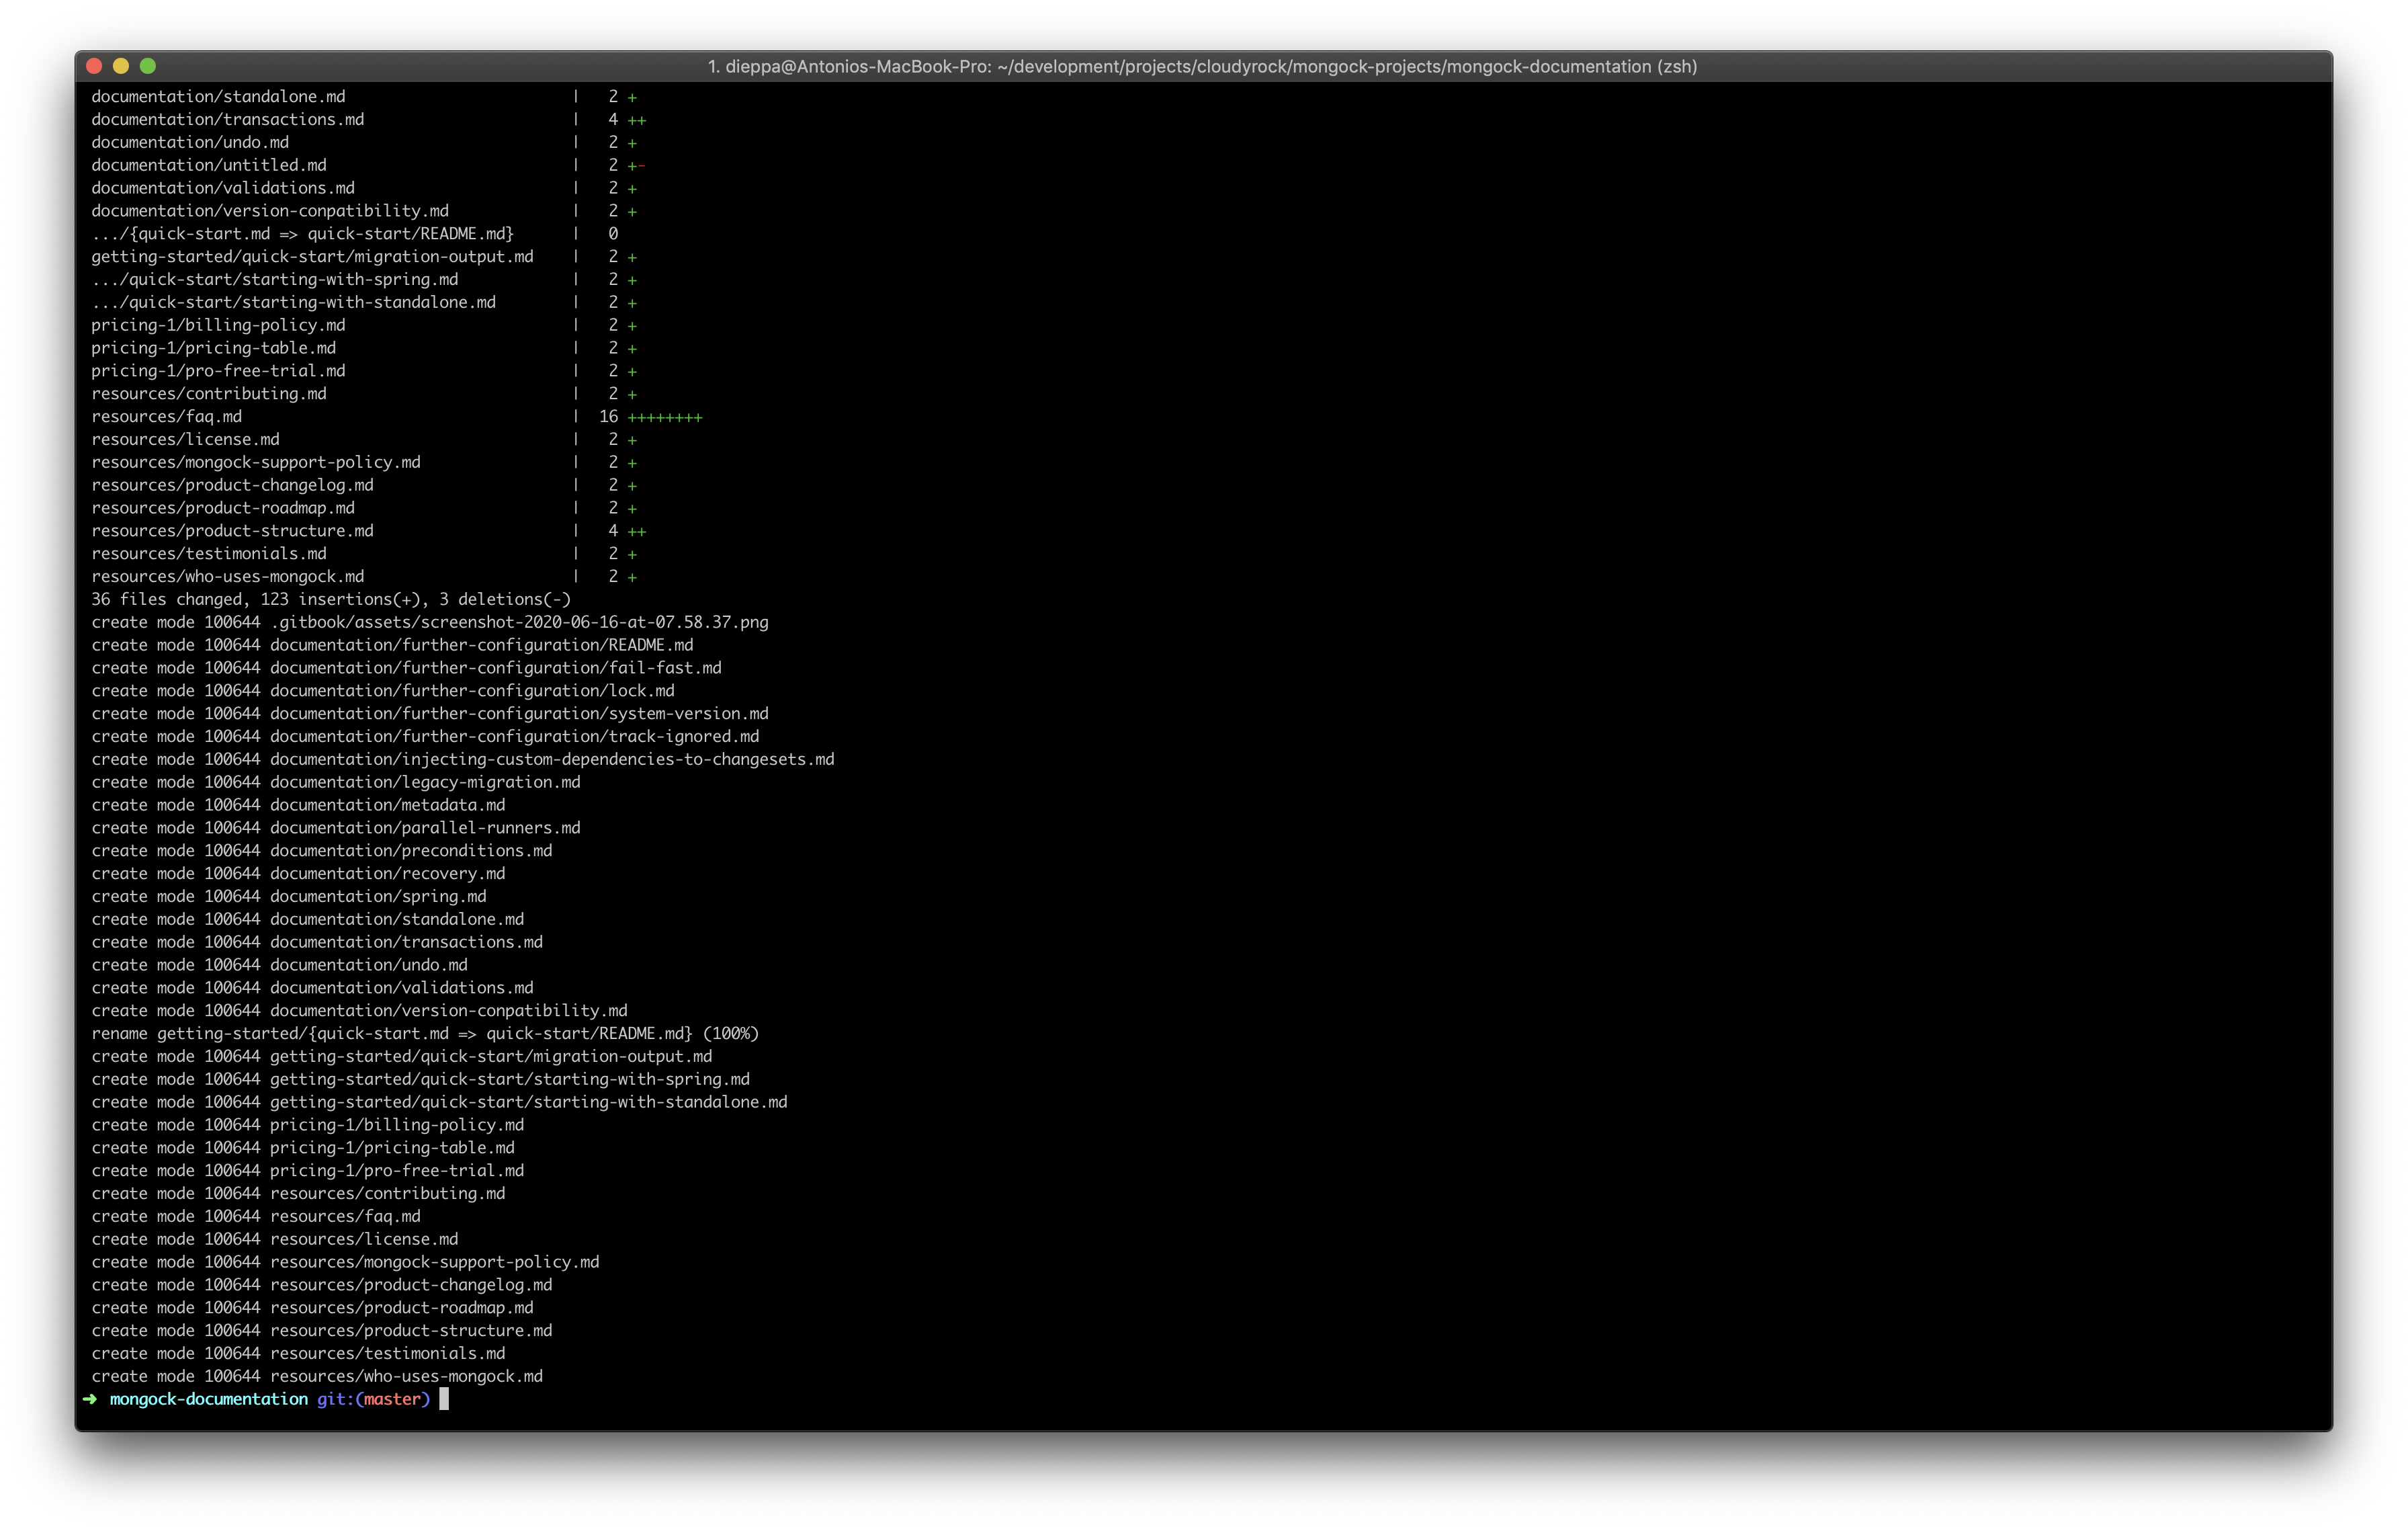 1. dieppa@Antonios-MacBook-Pro: ~/development/projects/cloudyrock/mongock-projects/mongock-documentation (zsh)
documentation/standalone.md | 2 +
documentation/transactions.md | 4 ++
documentation/undo.md | 2 +
documentation/untitled.md | 2 +-
documentation/validations.md | 2 +
documentation/version-conpatibility.md | 2 +
.../{quick-start.md => quick-start/README.md} | 0
getting-started/quick-start/migration-output.md | 2 +
.../quick-start/starting-with-spring.md | 2 +
.../quick-start/starting-with-standalone.md | 2 +
pricing-1/billing-policy.md | 2 +
pricing-1/pricing-table.md | 2 +
pricing-1/pro-free-trial.md | 2 +
resources/contributing.md | 2 +
resources/faq.md | 16 ++++++++
resources/license.md | 2 +
resources/mongock-support-policy.md | 2 +
resources/product-changelog.md | 2 +
resources/product-roadmap.md | 2 +
resources/product-structure.md | 4 ++
resources/testimonials.md | 2 +
resources/who-uses-mongock.md | 2 +
36 files changed, 123 insertions(+), 3 deletions(-)
create mode 100644 .gitbook/assets/screenshot-2020-06-16-at-07.58.37.png
create mode 100644 documentation/further-configuration/README.md
create mode 100644 documentation/further-configuration/fail-fast.md
create mode 100644 documentation/further-configuration/lock.md
create mode 100644 documentation/further-configuration/system-version.md
create mode 100644 documentation/further-configuration/track-ignored.md
create mode 100644 documentation/injecting-custom-dependencies-to-changesets.md
create mode 100644 documentation/legacy-migration.md
create mode 100644 documentation/metadata.md
create mode 100644 documentation/parallel-runners.md
create mode 100644 documentation/preconditions.md
create mode 100644 documentation/recovery.md
create mode 100644 documentation/spring.md
create mode 100644 documentation/standalone.md
create mode 100644 documentation/transactions.md
create mode 100644 documentation/undo.md
create mode 100644 documentation/validations.md
create mode 100644 documentation/version-conpatibility.md
rename getting-started/{quick-start.md => quick-start/README.md} (100%)
create mode 100644 getting-started/quick-start/migration-output.md
create mode 100644 getting-started/quick-start/starting-with-spring.md
create mode 100644 getting-started/quick-start/starting-with-standalone.md
create mode 100644 pricing-1/billing-policy.md
create mode 100644 pricing-1/pricing-table.md
create mode 100644 pricing-1/pro-free-trial.md
create mode 100644 resources/contributing.md
create mode 100644 resources/faq.md
create mode 100644 resources/license.md
create mode 100644 resources/mongock-support-policy.md
create mode 100644 resources/product-changelog.md
create mode 100644 resources/product-roadmap.md
create mode 100644 resources/product-structure.md
create mode 100644 resources/testimonials.md
create mode 100644 resources/who-uses-mongock.md
➜ mongock-documentation git:(master)